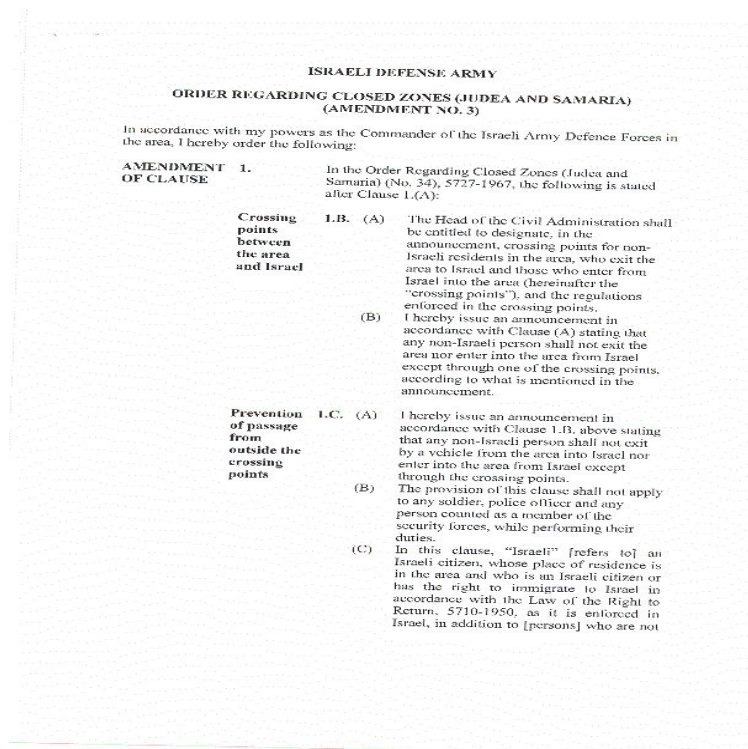 ISRAELI DEFENSE ARMY
ORDER REGARDING CLOSED ZONES (JUDEA AND SAMARIA)
(AMENDMENT NO. 3)
In accordance with my powers as the Commander of the Israeli Army Defence Forces in
the area, I hereby order the following:
AMENDMENT 1. In the Order Regarding Closed Zones (Judea and
OF CLAUSE Samaria) (No. 34), 5727-1967, the following is stated
after Clause 1.(A):
Crossing 1.B. (A) The Head of the Civil Administration shall
points be entitled to designate, in the
between announcement, crossing points for non-
the area Israeli residents in the area, who exit the
and Israel area to Israel and those who enter from
Israel into the area (hereinafter the
"crossing points"), and the regulations
enforced in the crossing points.
(B) I hereby issue an announcement in
accordance with Clause (A) stating that
any non-Israeli person shall not exit the
area nor enter into the area from Israel
except through one of the crossing points,
according to what is mentioned in the
announcement.
Prevention 1.C. (A) I hereby issue an announcement in
of passage accordance with Clause 1.B. above stating
from that any non-Israeli person shall not exit
outside the by a vehicle from the area into Israel nor
crossing enter into the area from Israel except
points through the crossing points.
(B) The provision of this clause shall not apply
to any soldier, police officer and any
person counted as a member of the
security forces, while performing their
duties.
(C) In this clause, "Israeli" [refers to] an
Israeli citizen, whose place of residence is
in the area and who is an Israeli citizen or
has the right to immigrate to Israel in
accordance with the Law of the Right to
Return, 5710-1950, as it is enforced in
Israel, in addition to [persons] who are not